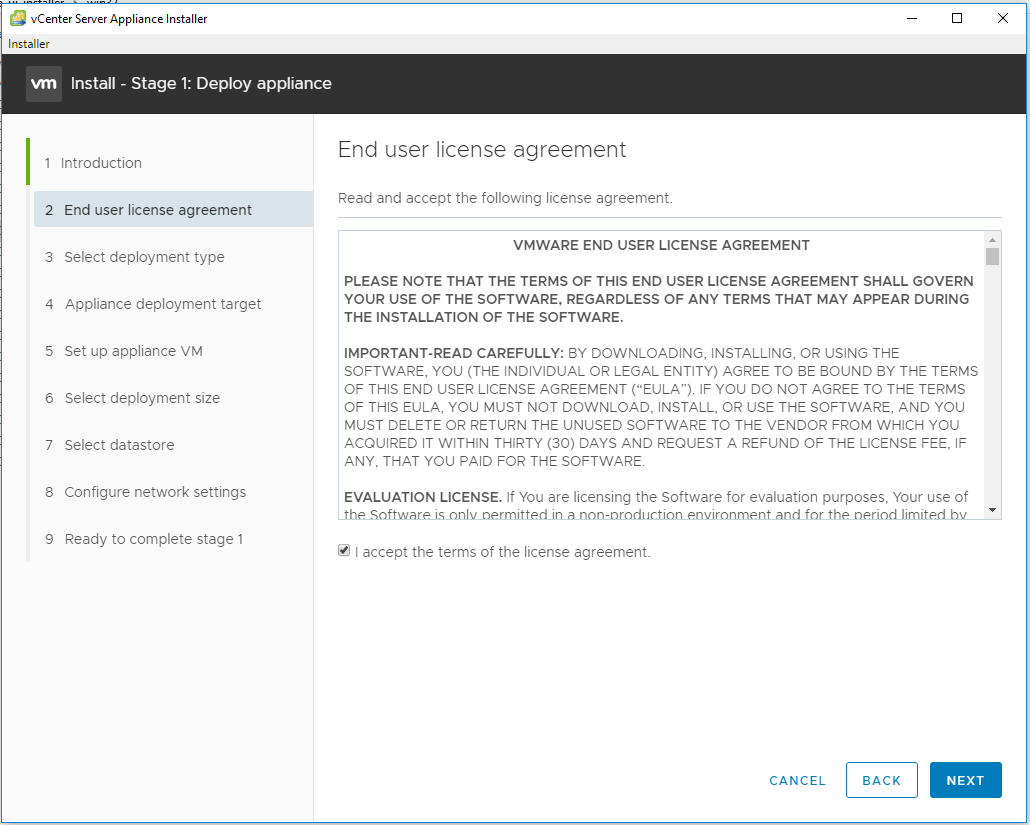 vCenter Server Appliance Installer
Installer
vm Install - Stage 1: Deploy appliance
1 Introduction
2 End user license agreement
3 Select deployment type
4 Appliance deployment target
5 Set up appliance VM
6 Select deployment size
7 Select datastore
8 Configure network settings
9 Ready to complete stage 1
End user license agreement
Read and accept the following license agreement.
VMWARE END USER LICENSE AGREEMENT
PLEASE NOTE THAT THE TERMS OF THIS END USER LICENSE AGREEMENT SHALL GOVERN
YOUR USE OF THE SOFTWARE, REGARDLESS OF ANY TERMS THAT MAY APPEAR DURING
THE INSTALLATION OF THE SOFTWARE.
IMPORTANT-READ CAREFULLY: BY DOWNLOADING, INSTALLING, OR USING THE
SOFTWARE, YOU (THE INDIVIDUAL OR LEGAL ENTITY) AGREE TO BE BOUND BY THE TERMS
OF THIS END USER LICENSE AGREEMENT (“EULA”). IF YOU DO NOT AGREE TO THE TERMS
OF THIS EULA, YOU MUST NOT DOWNLOAD, INSTALL, OR USE THE SOFTWARE, AND YOU
MUST DELETE OR RETURN THE UNUSED SOFTWARE TO THE VENDOR FROM WHICH YOU
ACQUIRED IT WITHIN THIRTY (30) DAYS AND REQUEST A REFUND OF THE LICENSE FEE, IF
ANY, THAT YOU PAID FOR THE SOFTWARE.
EVALUATION LICENSE. If You are licensing the Software for evaluation purposes, Your use of
the Software is only permitted in a non-production environment and for the period limited by
I accept the terms of the license agreement.
CANCEL
BACK
NEXT